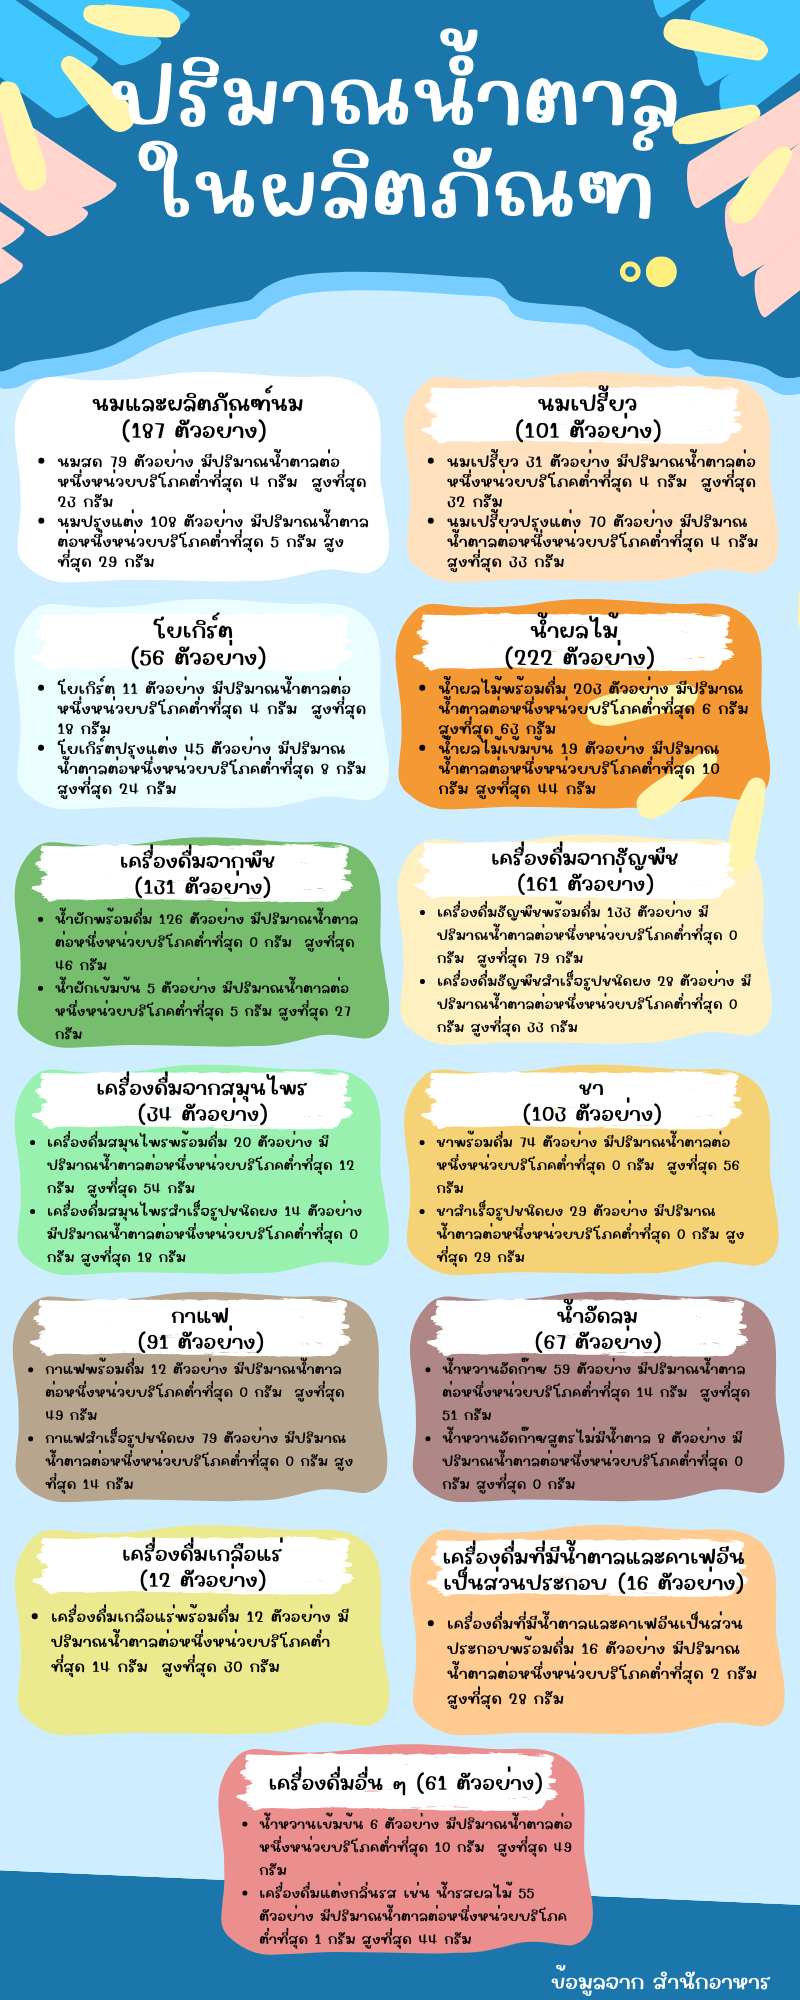 ปริมาณน้ำตาล
ในผลิตภัณฑ์
นมและผลิตภัณฑ์นม
(187 ตัวอย่าง)
• นมสด 79 ตัวอย่าง มีปริมาณน้ำตาลต่อ
หนึ่งหน่วยบริโภคต่ำที่สุด 4 กรัม สูงที่สุด
23 กรัม
• นมปรุงแต่ง 108 ตัวอย่าง มีปริมาณน้ำตาล
ต่อหนึ่งหน่วยบริโภคต่ำที่สุด 5 กรัม สูง
ที่สุด 29 กรัม
นมเปรี้ยว
(101 ตัวอย่าง)
• นมเปรี้ยว 31 ตัวอย่าง มีปริมาณน้ำตาลต่อ
หนึ่งหน่วยบริโภคต่ำที่สุด 4 กรัม สูงที่สุด
32 กรัม
• นมเปรี้ยวปรุงแต่ง 70 ตัวอย่าง มีปริมาณ
น้ำตาลต่อหนึ่งหน่วยบริโภคต่ำที่สุด 4 กรัม
สูงที่สุด 33 กรัม
โยเกิร์ต
(56 ตัวอย่าง)
• โยเกิร์ต 11 ตัวอย่าง มีปริมาณน้ำตาลต่อ
หนึ่งหน่วยบริโภคต่ำที่สุด 4 กรัม สูงที่สุด
18 กรัม
• โยเกิร์ตปรุงแต่ง 45 ตัวอย่าง มีปริมาณ
น้ำตาลต่อหนึ่งหน่วยบริโภคต่ำที่สุด 8 กรัม
สูงที่สุด 24 กรัม
น้ำผลไม้
(222 ตัวอย่าง)
• น้ำผลไม้พร้อมดื่ม 203 ตัวอย่าง มีปริมาณ
น้ำตาลต่อหนึ่งหน่วยบริโภคต่ำที่สุด 6 กรัม
สูงที่สุด 63 กรัม
• น้ำผลไม้เข้มข้น 19 ตัวอย่าง มีปริมาณ
น้ำตาลต่อหนึ่งหน่วยบริโภคต่ำที่สุด 10
กรัม สูงที่สุด 44 กรัม
เครื่องดื่มจากพืช
(131 ตัวอย่าง)
• น้ำผักพร้อมดื่ม 126 ตัวอย่าง มีปริมาณน้ำตาล
ต่อหนึ่งหน่วยบริโภคต่ำที่สุด 0 กรัม สูงที่สุด
46 กรัม
• น้ำผักเข้มข้น 5 ตัวอย่าง มีปริมาณน้ำตาลต่อ
หนึ่งหน่วยบริโภคต่ำที่สุด 5 กรัม สูงที่สุด 27
กรัม
เครื่องดื่มจากธัญพืช
(161 ตัวอย่าง)
• เครื่องดื่มธัญพืชพร้อมดื่ม 133 ตัวอย่าง มี
ปริมาณน้ำตาลต่อหนึ่งหน่วยบริโภคต่ำที่สุด 0
กรัม สูงที่สุด 79 กรัม
• เครื่องดื่มธัญพืชสำเร็จรูปชนิดผง 28 ตัวอย่าง มี
ปริมาณน้ำตาลต่อหนึ่งหน่วยบริโภคต่ำที่สุด 0
กรัม สูงที่สุด 33 กรัม
เครื่องดื่มจากสมุนไพร
(34 ตัวอย่าง)
• เครื่องดื่มสมุนไพรพร้อมดื่ม 20 ตัวอย่าง มี
ปริมาณน้ำตาลต่อหนึ่งหน่วยบริโภคต่ำที่สุด 12
กรัม สูงที่สุด 54 กรัม
• เครื่องดื่มสมุนไพรสำเร็จรูปชนิดผง 14 ตัวอย่าง
มีปริมาณน้ำตาลต่อหนึ่งหน่วยบริโภคต่ำที่สุด 0
กรัม สูงที่สุด 18 กรัม
ชา
(103 ตัวอย่าง)
• ชาพร้อมดื่ม 74 ตัวอย่าง มีปริมาณน้ำตาลต่อ
หนึ่งหน่วยบริโภคต่ำที่สุด 0 กรัม สูงที่สุด 56
กรัม
• ชาสำเร็จรูปชนิดผง 29 ตัวอย่าง มีปริมาณ
น้ำตาลต่อหนึ่งหน่วยบริโภคต่ำที่สุด 0 กรัม สูง
ที่สุด 29 กรัม
กาแฟ
(91 ตัวอย่าง)
• กาแฟพร้อมดื่ม 12 ตัวอย่าง มีปริมาณน้ำตาล
ต่อหนึ่งหน่วยบริโภคต่ำที่สุด 0 กรัม สูงที่สุด
49 กรัม
• กาแฟสำเร็จรูปชนิดผง 79 ตัวอย่าง มีปริมาณ
น้ำตาลต่อหนึ่งหน่วยบริโภคต่ำที่สุด 0 กรัม สูง
ที่สุด 14 กรัม
น้ำอัดลม
(67 ตัวอย่าง)
• น้ำหวานอัดก๊าซ 59 ตัวอย่าง มีปริมาณน้ำตาล
ต่อหนึ่งหน่วยบริโภคต่ำที่สุด 14 กรัม สูงที่สุด
51 กรัม
• น้ำหวานอัดก๊าซสูตรไม่มีน้ำตาล 8 ตัวอย่าง มี
ปริมาณน้ำตาลต่อหนึ่งหน่วยบริโภคต่ำที่สุด 0
กรัม สูงที่สุด 0 กรัม
เครื่องดื่มเกลือแร่
(12 ตัวอย่าง)
• เครื่องดื่มเกลือแร่พร้อมดื่ม 12 ตัวอย่าง มี
ปริมาณน้ำตาลต่อหนึ่งหน่วยบริโภคต่ำ
ที่สุด 14 กรัม สูงที่สุด 30 กรัม
เครื่องดื่มที่มีน้ำตาลและคาเฟอีน
เป็นส่วนประกอบ (16 ตัวอย่าง)
• เครื่องดื่มที่มีน้ำตาลและคาเฟอีนเป็นส่วน
ประกอบพร้อมดื่ม 16 ตัวอย่าง มีปริมาณ
น้ำตาลต่อหนึ่งหน่วยบริโภคต่ำที่สุด 2 กรัม
สูงที่สุด 28 กรัม
เครื่องดื่มอื่น ๆ (61 ตัวอย่าง)
• น้ำหวานเข้มข้น 6 ตัวอย่าง มีปริมาณน้ำตาลต่อ
หนึ่งหน่วยบริโภคต่ำที่สุด 10 กรัม สูงที่สุด 49
กรัม
• เครื่องดื่มแต่งกลิ่นรส เช่น น้ำรสผลไม้ 55
ตัวอย่าง มีปริมาณน้ำตาลต่อหนึ่งหน่วยบริโภค
ต่ำที่สุด 1 กรัม สูงที่สุด 44 กรัม
ข้อมูลจาก สำนักอาหาร